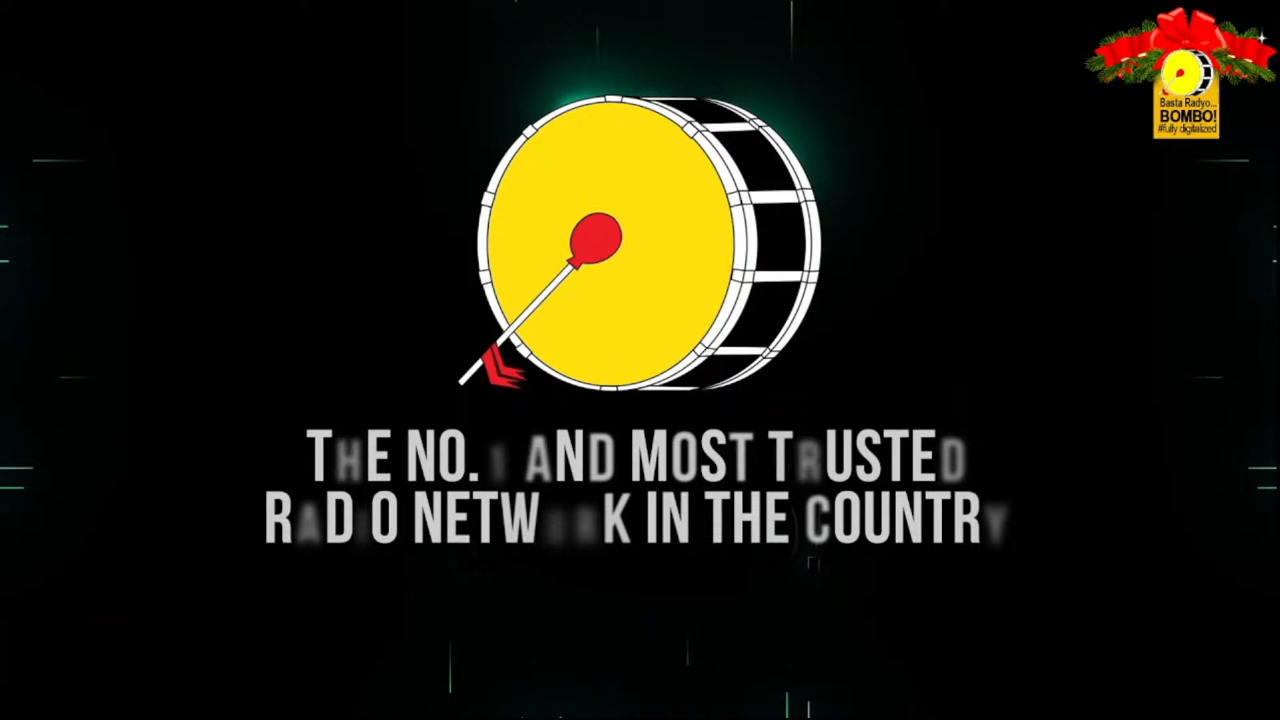 Basta Radyo...
BOMBO!
#fully digitalized
THE NO. 1 AND MOST TRUSTED
RADIO NETWORK IN THE COUNTRY